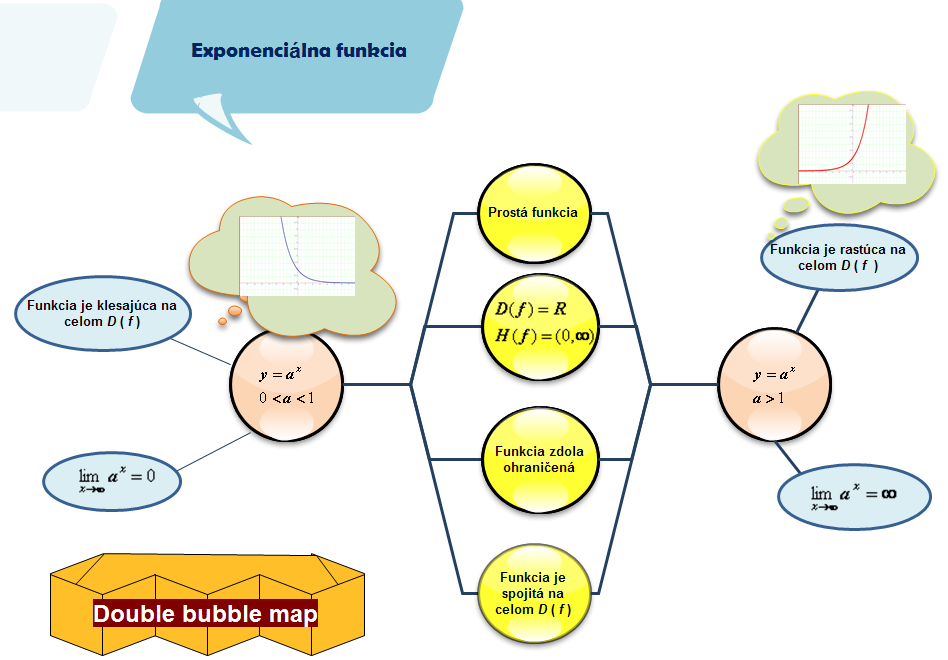 Exponenciálna funkcia
Prostá funkcia
Funkcia je rastúca na
celom D ( f )
Funkcia je klesajúca na
celom D ( f )
D(f) = R
H(f) = (0,∞)
y = a^x
0 < a < 1
y = a^x
a > 1
Funkcia zdola
ohraničená
lim a^x = 0
x→∞
lim a^x = ∞
x→∞
Funkcia je
spojitá na
celom D ( f )
Double bubble map